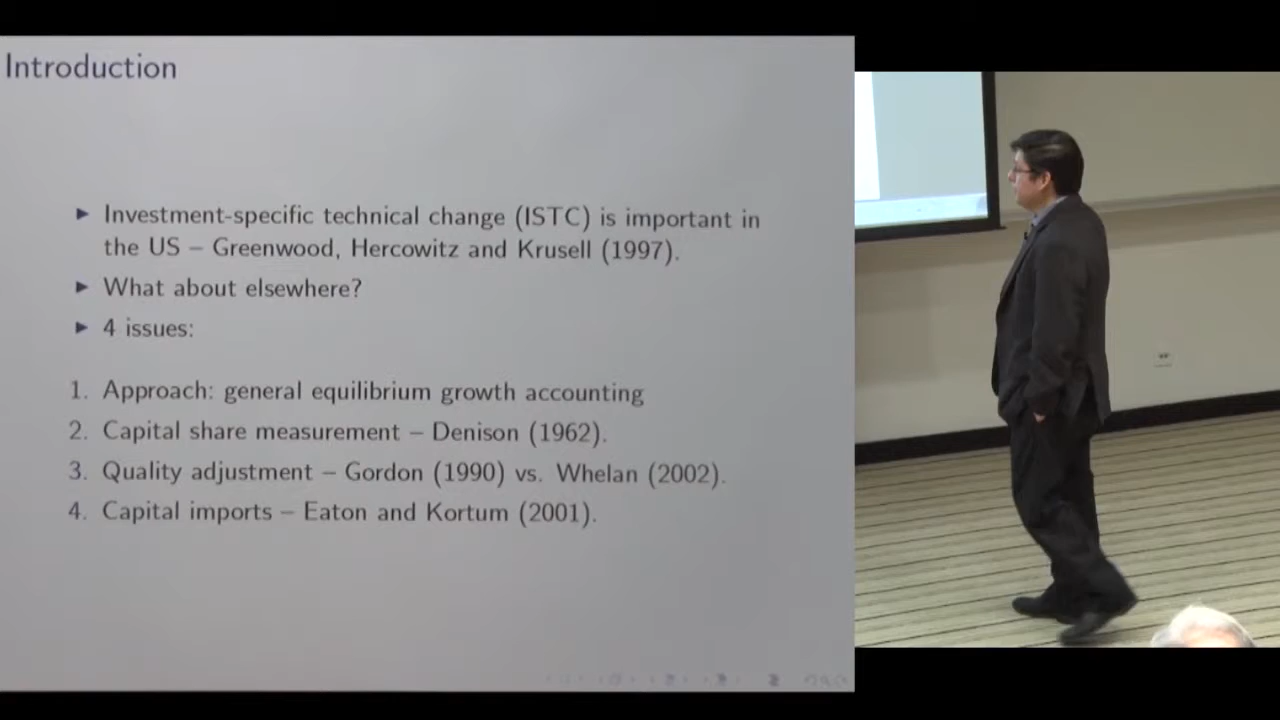 Introduction
▶ Investment-specific technical change (ISTC) is important in
the US – Greenwood, Hercowitz and Krusell (1997).
▶ What about elsewhere?
▶ 4 issues:
1. Approach: general equilibrium growth accounting
2. Capital share measurement – Denison (1962).
3. Quality adjustment – Gordon (1990) vs. Whelan (2002).
4. Capital imports – Eaton and Kortum (2001).